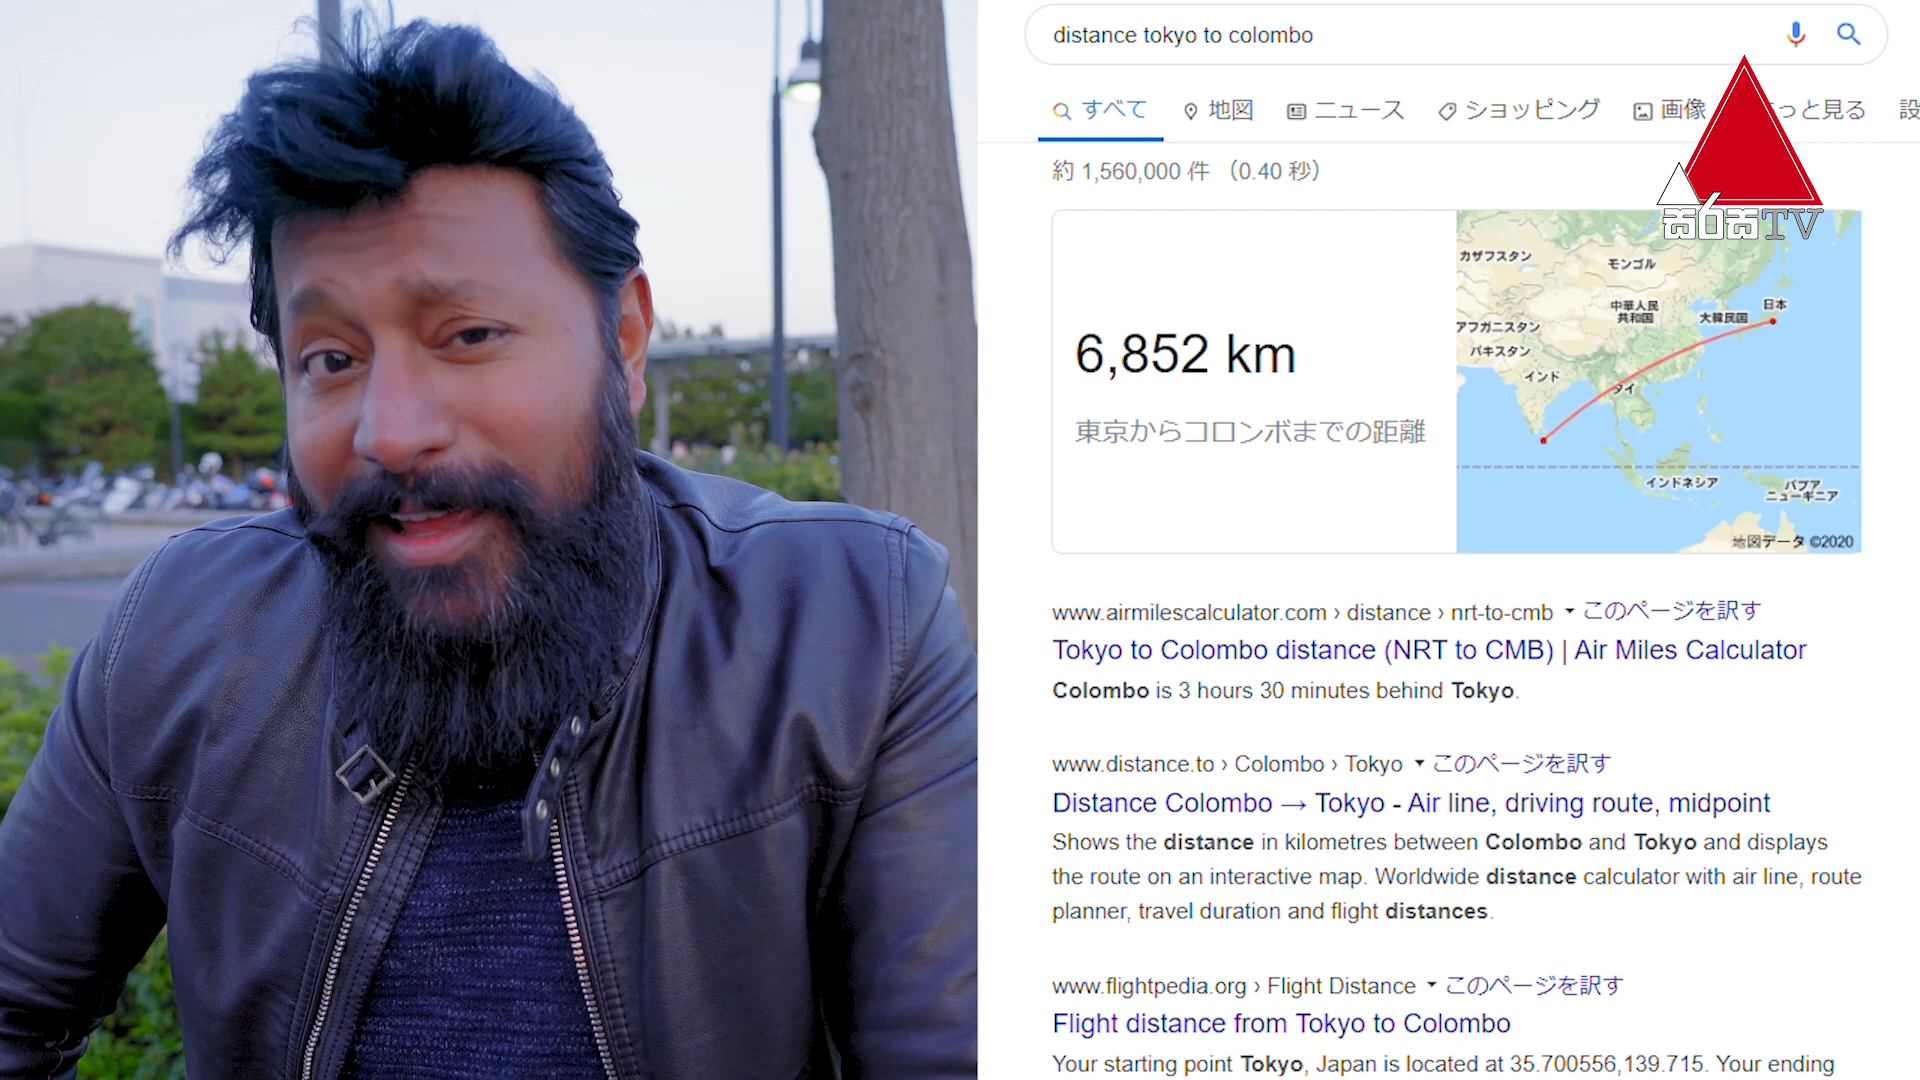 distance tokyo to colombo
すべて 地図 ニュース ショッピング 画像 っと見る 設
約 1,560,000 件 （0.40 秒）
TV
6,852 km
東京からコロンボまでの距離
カザフスタン
モンゴル
中華人民
共和国
日本
大韓民国
アフガニスタン
パキスタン
インド
タイ
インドネシア
パプア
ニューギニア
地図データ ©2020
www.airmilescalculator.com › distance › nrt-to-cmb このページを訳す
Tokyo to Colombo distance (NRT to CMB) | Air Miles Calculator
Colombo is 3 hours 30 minutes behind Tokyo.
www.distance.to › Colombo › Tokyo このページを訳す
Distance Colombo → Tokyo - Air line, driving route, midpoint
Shows the distance in kilometres between Colombo and Tokyo and displays
the route on an interactive map. Worldwide distance calculator with air line, route
planner, travel duration and flight distances.
www.flightpedia.org › Flight Distance このページを訳す
Flight distance from Tokyo to Colombo
Your starting point Tokyo, Japan is located at 35.700556,139.715. Your ending